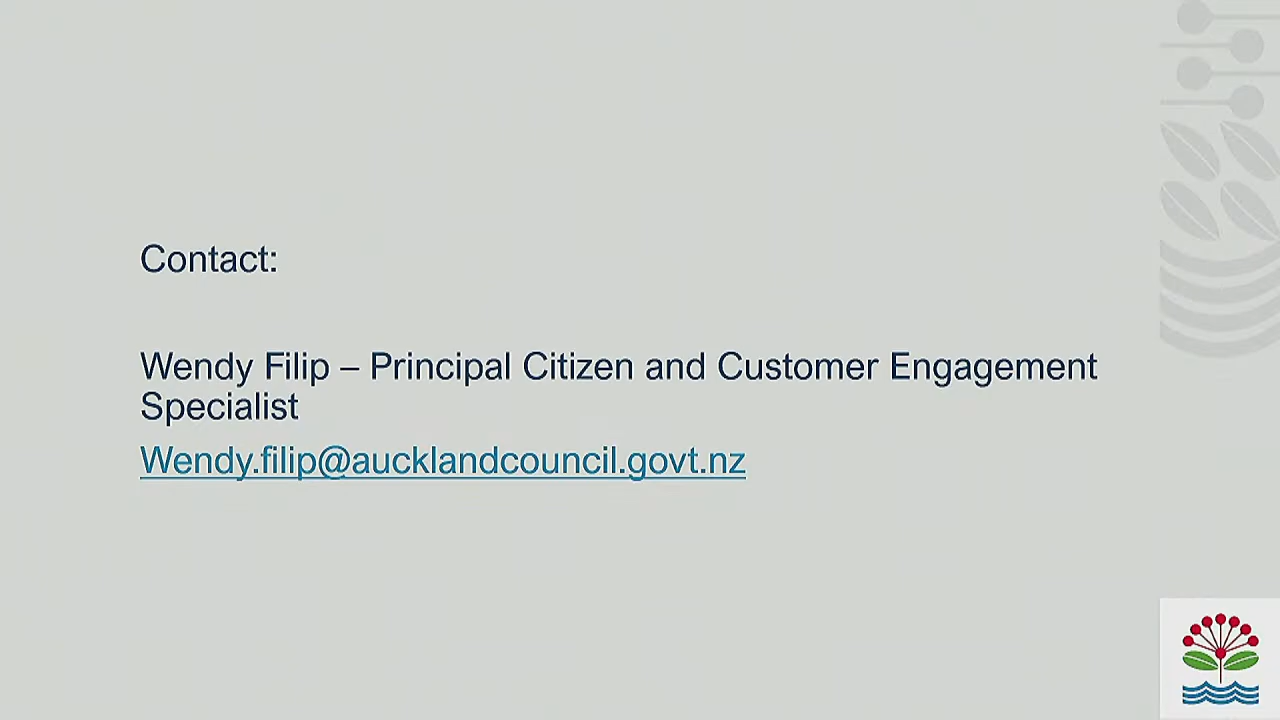 Contact:
Wendy Filip – Principal Citizen and Customer Engagement
Specialist
Wendy.filip@aucklandcouncil.govt.nz